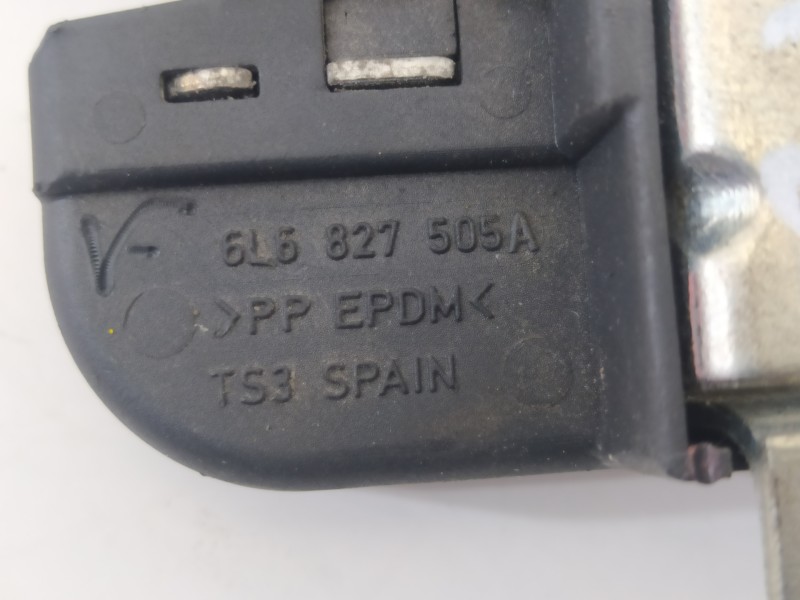 6L6 827 505A
>PP EPDM<
TS3 SPAIN